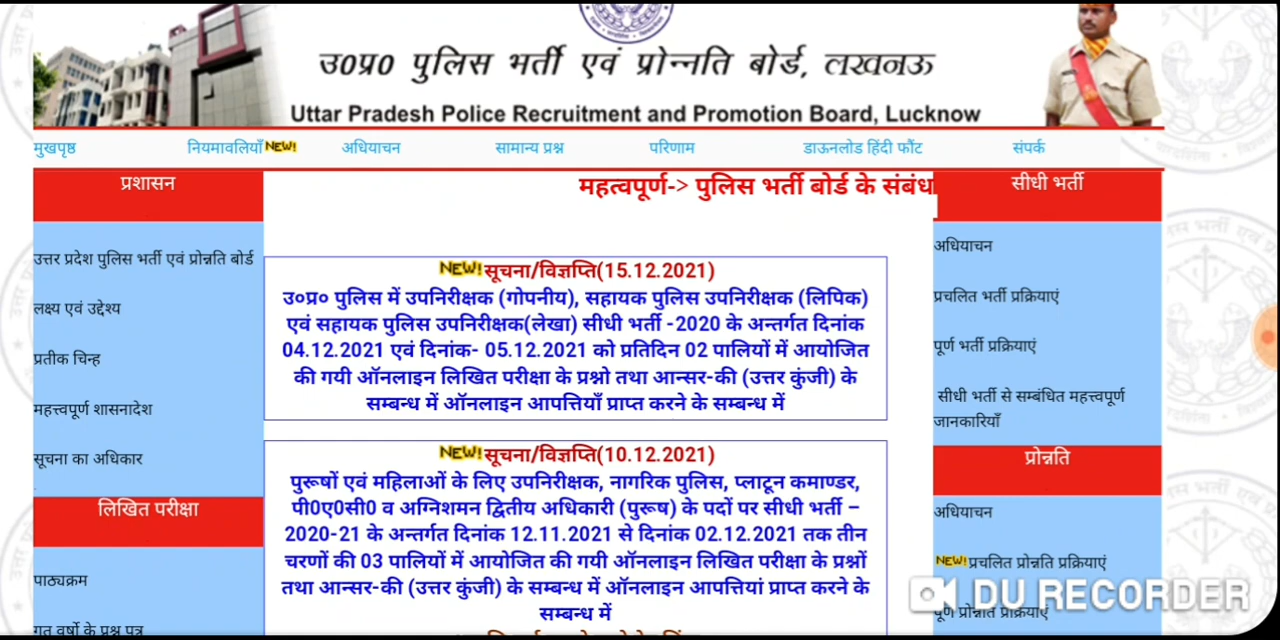 उ0प्र0 पुलिस भर्ती एवं प्रोन्नति बोर्ड, लखनऊ
Uttar Pradesh Police Recruitment and Promotion Board, Lucknow
मुखपृष्ठ नियमावलियाँ NEW! अधियाचन सामान्य प्रश्न परिणाम डाऊनलोड हिंदी फौंट संपर्क
प्रशासन
उत्तर प्रदेश पुलिस भर्ती एवं प्रोन्नति बोर्ड
लक्ष्य एवं उद्देश्य
प्रतीक चिन्ह
महत्त्वपूर्ण शासनादेश
सूचना का अधिकार
लिखित परीक्षा
पाठ्यक्रम
गत वर्षो के प्रश्न पत्र
महत्वपूर्ण-> पुलिस भर्ती बोर्ड के संबंध
NEW! सूचना/विज्ञप्ति(15.12.2021)
उ०प्र० पुलिस में उपनिरीक्षक (गोपनीय), सहायक पुलिस उपनिरीक्षक (लिपिक)
एवं सहायक पुलिस उपनिरीक्षक(लेखा) सीधी भर्ती -2020 के अन्तर्गत दिनांक
04.12.2021 एवं दिनांक- 05.12.2021 को प्रतिदिन 02 पालियों में आयोजित
की गयी ऑनलाइन लिखित परीक्षा के प्रश्नो तथा आन्सर-की (उत्तर कुंजी) के
सम्बन्ध में ऑनलाइन आपत्तियाँ प्राप्त करने के सम्बन्ध में
NEW! सूचना/विज्ञप्ति(10.12.2021)
पुरूषों एवं महिलाओं के लिए उपनिरीक्षक, नागरिक पुलिस, प्लाटून कमाण्डर,
पी0ए0सी0 व अग्निशमन द्वितीय अधिकारी (पुरूष) के पदों पर सीधी भर्ती –
2020-21 के अन्तर्गत दिनांक 12.11.2021 से दिनांक 02.12.2021 तक तीन
चरणों की 03 पालियों में आयोजित की गयी ऑनलाइन लिखित परीक्षा के प्रश्नों
तथा आन्सर-की (उत्तर कुंजी) के सम्बन्ध में ऑनलाइन आपत्तियां प्राप्त करने के
सम्बन्ध में
सीधी भर्ती
अधियाचन
प्रचलित भर्ती प्रक्रियाएं
पूर्ण भर्ती प्रक्रियाएं
सीधी भर्ती से सम्बंधित महत्त्वपूर्ण
जानकारियाँ
प्रोन्नति
अधियाचन
NEW! प्रचलित प्रोन्नति प्रक्रियाएं
पूर्ण प्रोन्नति प्रक्रियाएं
DU RECORDER